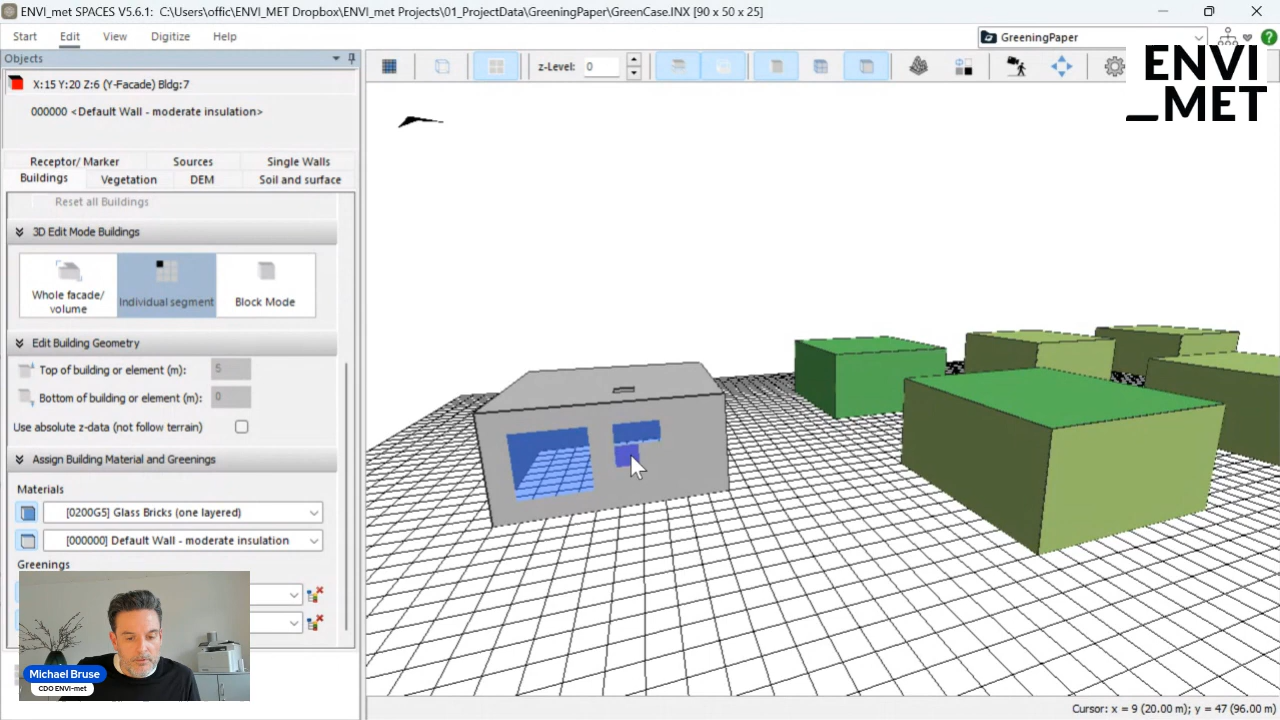 ENVI_met SPACES V5.6.1: C:\Users\offic\ENVI_MET Dropbox\ENVI_met Projects\01_ProjectData\GreeningPaper\GreenCase.INX [90 x 50 x 25]
Start Edit View Digitize Help
GreeningPaper
Objects
z-Level: 0
ENVI
_MET
X:15 Y:20 Z:6 (Y-Facade) Bldg:7
000000 <Default Wall - moderate insulation>
Receptor/ Marker Sources Single Walls
Buildings Vegetation DEM Soil and surface
Reset all Buildings
3D Edit Mode Buildings
Whole facade/
volume
Individual segment
Block Mode
Edit Building Geometry
Top of building or element (m): 5
Bottom of building or element (m): 0
Use absolute z-data (not follow terrain)
Assign Building Material and Greenings
Materials
[0200G5] Glass Bricks (one layered)
[000000] Default Wall - moderate insulation
Greenings
Michael Bruse
CDO ENVI-met
Cursor: x = 9 (20.00 m); y = 47 (96.00 m)